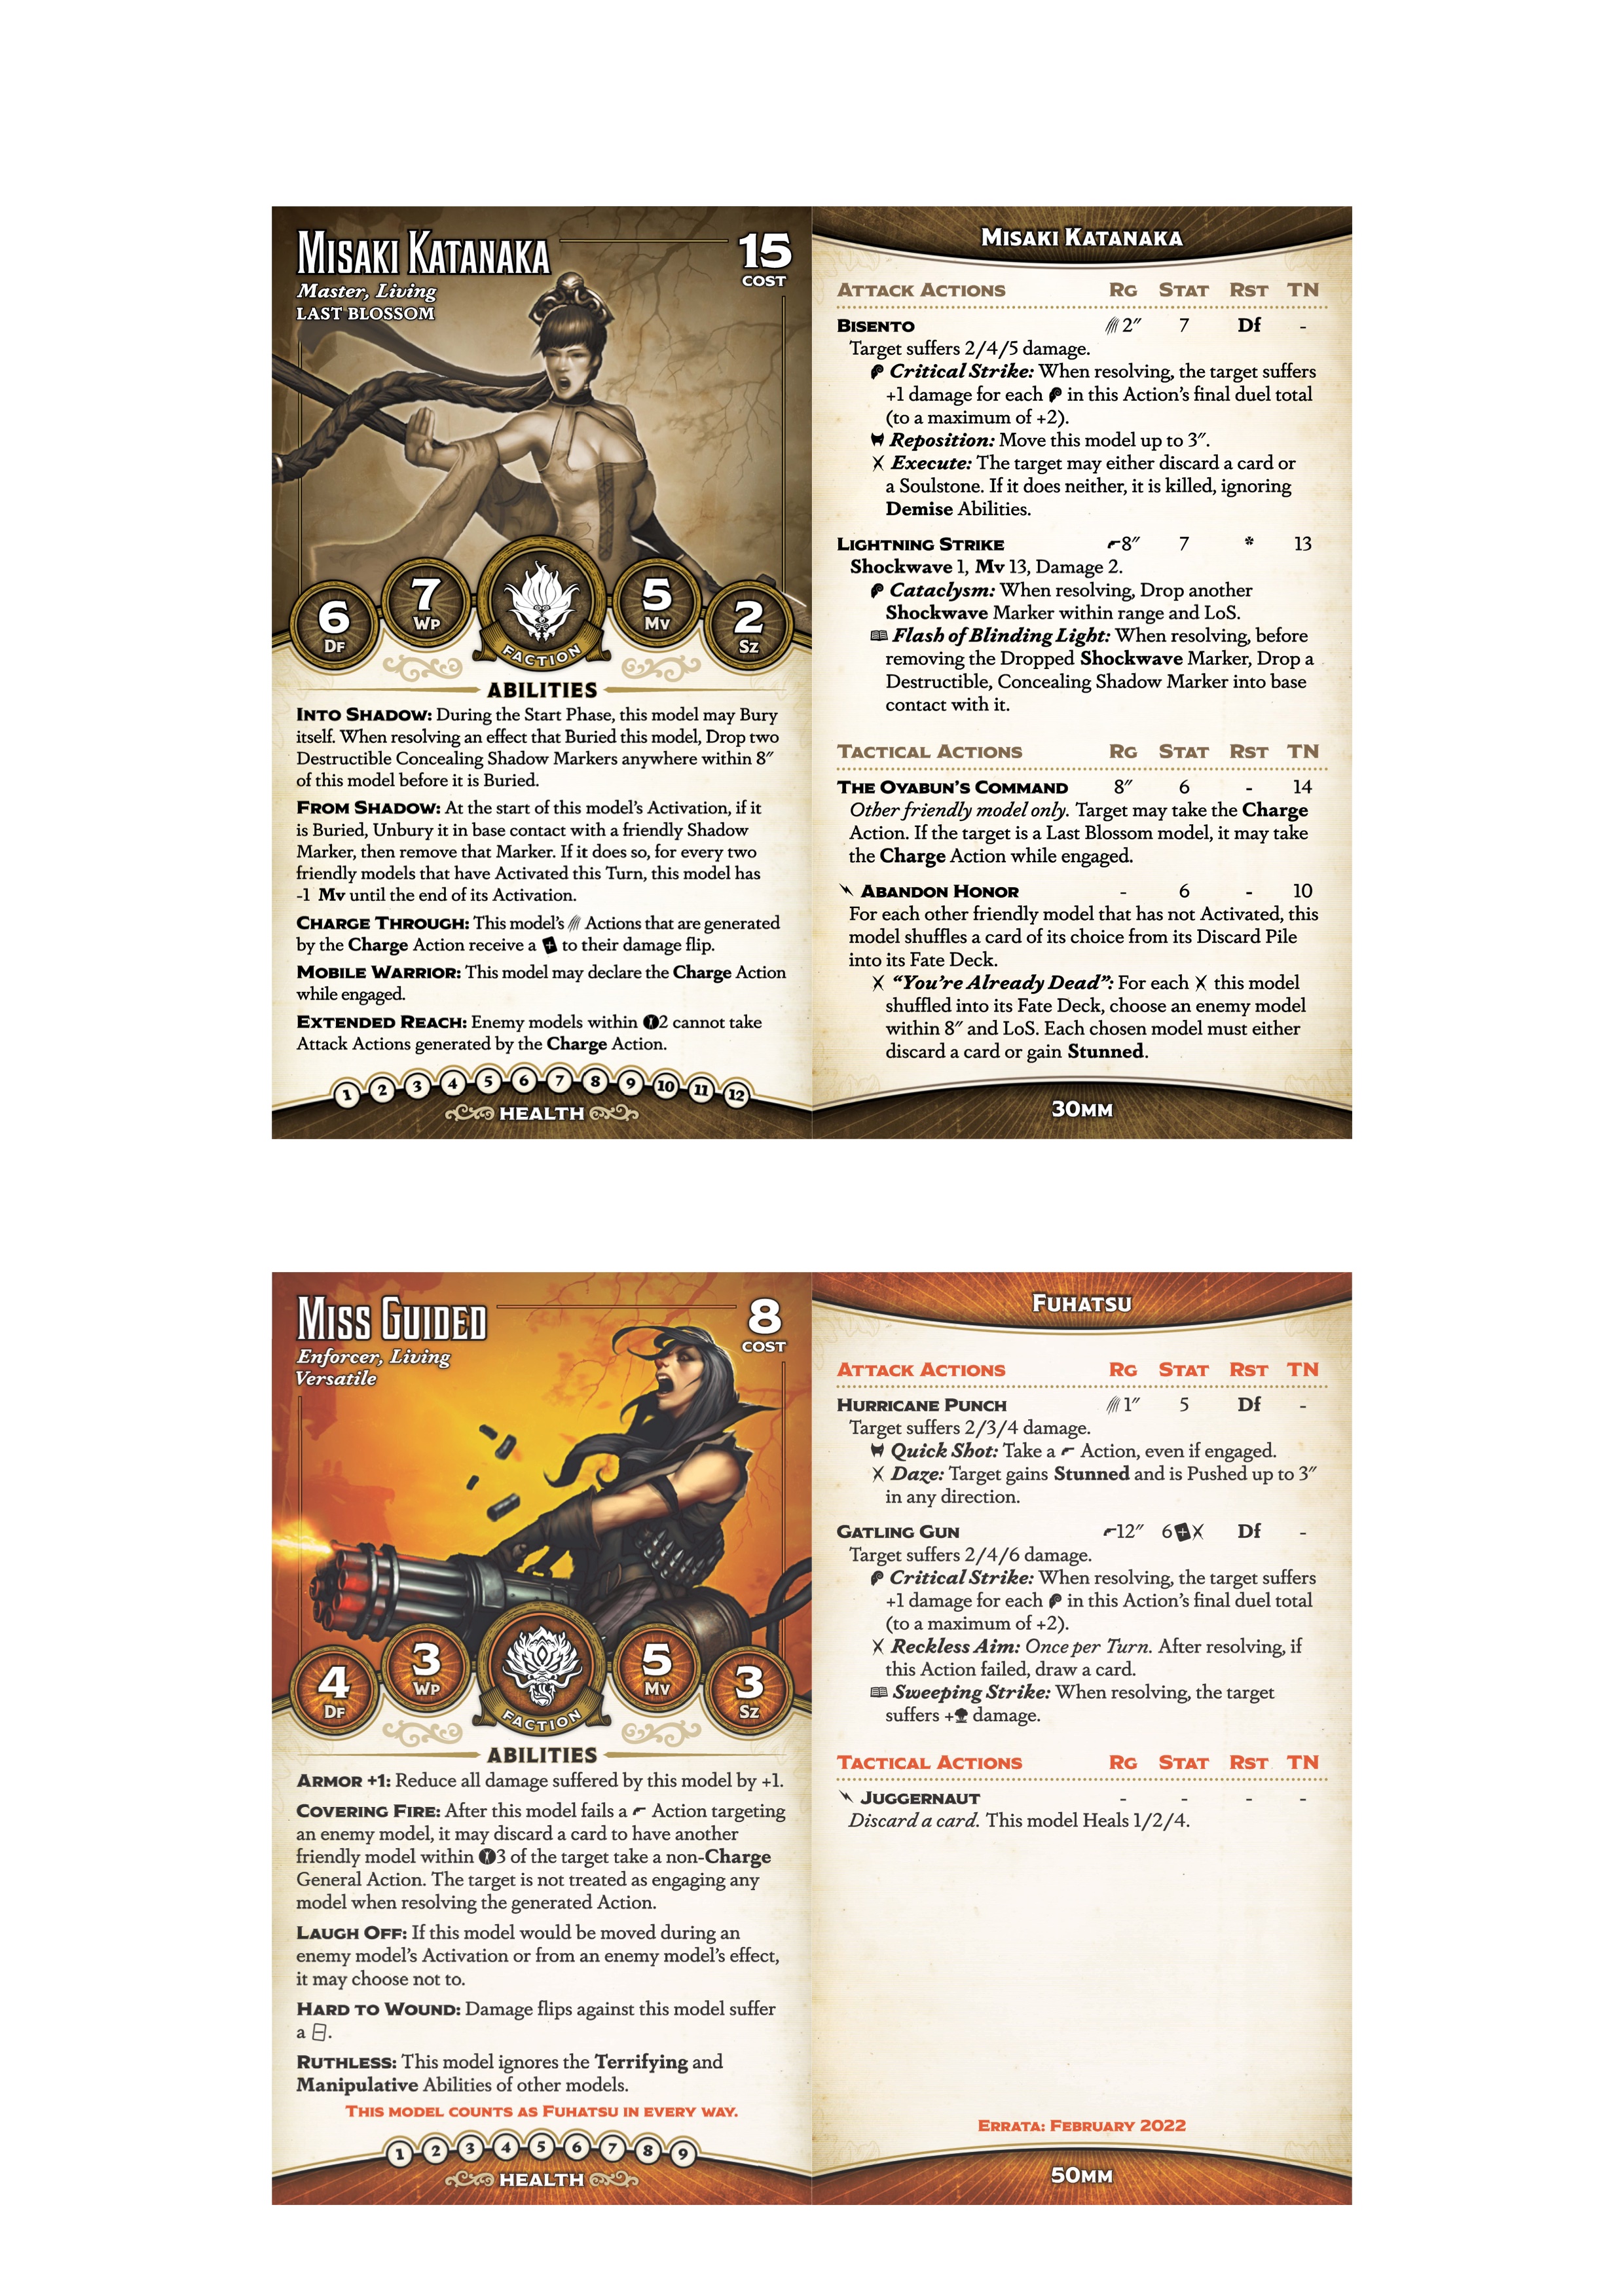 MISAKI KATANAKA
15
COST
Master, Living
LAST BLOSSOM
6
DF
7
WP
FACTION
5
MV
2
SZ
ABILITIES
INTO SHADOW: During the Start Phase, this model may Bury
itself. When resolving an effect that Buried this model, Drop two
Destructible Concealing Shadow Markers anywhere within 8″
of this model before it is Buried.
FROM SHADOW: At the start of this model's Activation, if it
is Buried, Unbury it in base contact with a friendly Shadow
Marker, then remove that Marker. If it does so, for every two
friendly models that have Activated this Turn, this model has
-1 Mv until the end of its Activation.
CHARGE THROUGH: This model's Actions that are generated
by the Charge Action receive a + to their damage flip.
MOBILE WARRIOR: This model may declare the Charge Action
while engaged.
EXTENDED REACH: Enemy models within 2 cannot take
Attack Actions generated by the Charge Action.
1 2 3 4 5 6 7 8 9 10 11 12
HEALTH
MISAKI KATANAKA
ATTACK ACTIONS RG STAT RST TN
BISENTO 2″ 7 Df -
Target suffers 2/4/5 damage.
Critical Strike: When resolving, the target suffers
+1 damage for each in this Action's final duel total
(to a maximum of +2).
Reposition: Move this model up to 3″.
Execute: The target may either discard a card or
a Soulstone. If it does neither, it is killed, ignoring
Demise Abilities.
LIGHTNING STRIKE 8″ 7 * 13
Shockwave 1, Mv 13, Damage 2.
Cataclysm: When resolving, Drop another
Shockwave Marker within range and LoS.
Flash of Blinding Light: When resolving, before
removing the Dropped Shockwave Marker, Drop a
Destructible, Concealing Shadow Marker into base
contact with it.
TACTICAL ACTIONS RG STAT RST TN
THE OYABUN'S COMMAND 8″ 6 - 14
Other friendly model only. Target may take the Charge
Action. If the target is a Last Blossom model, it may take
the Charge Action while engaged.
ABANDON HONOR - 6 - 10
For each other friendly model that has not Activated, this
model shuffles a card of its choice from its Discard Pile
into its Fate Deck.
"You're Already Dead": For each this model
shuffled into its Fate Deck, choose an enemy model
within 8″ and LoS. Each chosen model must either
discard a card or gain Stunned.
30MM
MISS GUIDED
8
COST
Enforcer, Living
Versatile
4
DF
3
WP
FACTION
5
MV
3
SZ
ABILITIES
ARMOR +1: Reduce all damage suffered by this model by +1.
COVERING FIRE: After this model fails a Action targeting
an enemy model, it may discard a card to have another
friendly model within 3 of the target take a non-Charge
General Action. The target is not treated as engaging any
model when resolving the generated Action.
LAUGH OFF: If this model would be moved during an
enemy model's Activation or from an enemy model's effect,
it may choose not to.
HARD TO WOUND: Damage flips against this model suffer
a -.
RUTHLESS: This model ignores the Terrifying and
Manipulative Abilities of other models.
THIS MODEL COUNTS AS FUHATSU IN EVERY WAY.
1 2 3 4 5 6 7 8 9
HEALTH
FUHATSU
ATTACK ACTIONS RG STAT RST TN
HURRICANE PUNCH 1″ 5 Df -
Target suffers 2/3/4 damage.
Quick Shot: Take a Action, even if engaged.
Daze: Target gains Stunned and is Pushed up to 3″
in any direction.
GATLING GUN 12″ 6+ Df -
Target suffers 2/4/6 damage.
Critical Strike: When resolving, the target suffers
+1 damage for each in this Action's final duel total
(to a maximum of +2).
Reckless Aim: Once per Turn. After resolving, if
this Action failed, draw a card.
Sweeping Strike: When resolving, the target
suffers + damage.
TACTICAL ACTIONS RG STAT RST TN
JUGGERNAUT - - - -
Discard a card. This model Heals 1/2/4.
ERRATA: FEBRUARY 2022
50MM